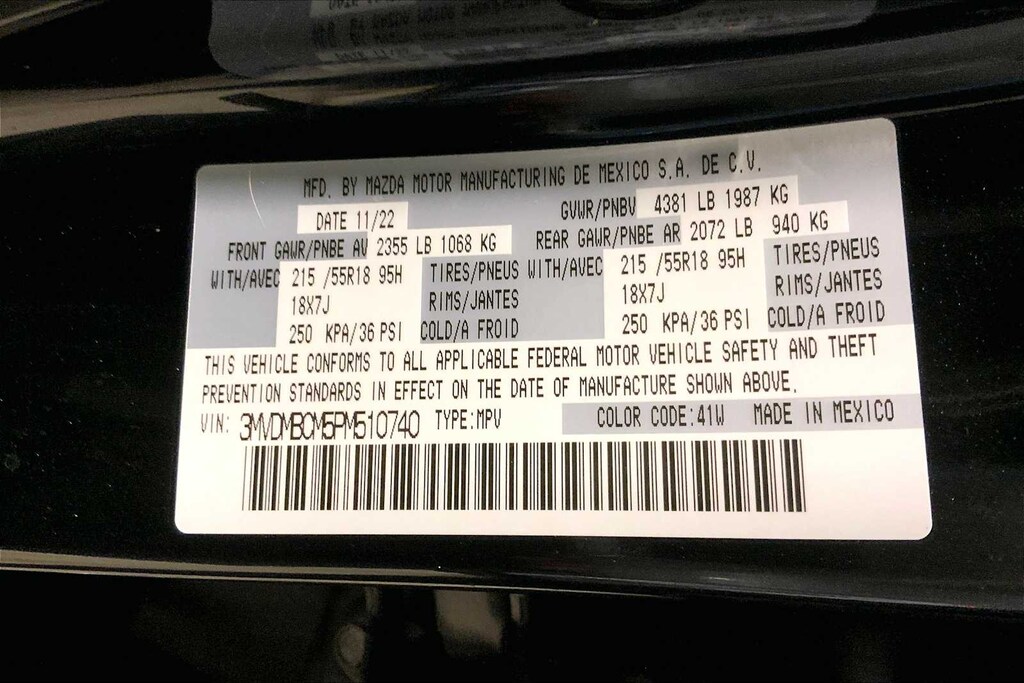 MFD. BY MAZDA MOTOR MANUFACTURING DE MEXICO S.A. DE C.V.
DATE 11/22 GVWR/PNBV 4381 LB 1987 KG
FRONT GAWR/PNBE AV 2355 LB 1068 KG REAR GAWR/PNBE AR 2072 LB 940 KG
WITH/AVEC 215 /55R18 95H TIRES/PNEUS WITH/AVEC 215 /55R18 95H TIRES/PNEUS
18X7J RIMS/JANTES 18X7J RIMS/JANTES
250 KPA/36 PSI COLD/A FROID 250 KPA/36 PSI COLD/A FROID
THIS VEHICLE CONFORMS TO ALL APPLICABLE FEDERAL MOTOR VEHICLE SAFETY AND THEFT
PREVENTION STANDARDS IN EFFECT ON THE DATE OF MANUFACTURE SHOWN ABOVE.
VIN: 3MVDMBCM5PM510740 TYPE:MPV COLOR CODE:41W MADE IN MEXICO